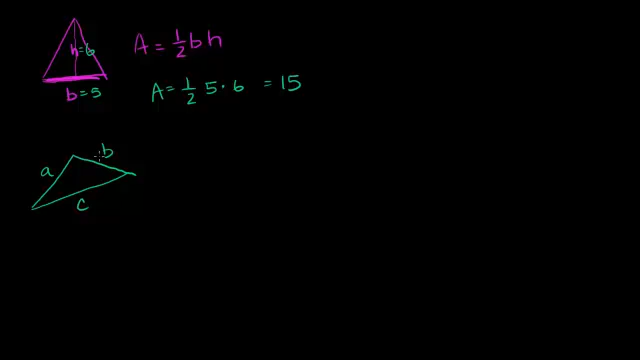 h=6
A = 1/2 b h
b = 5
A = 1/2 5 · 6 = 15
a
b
c